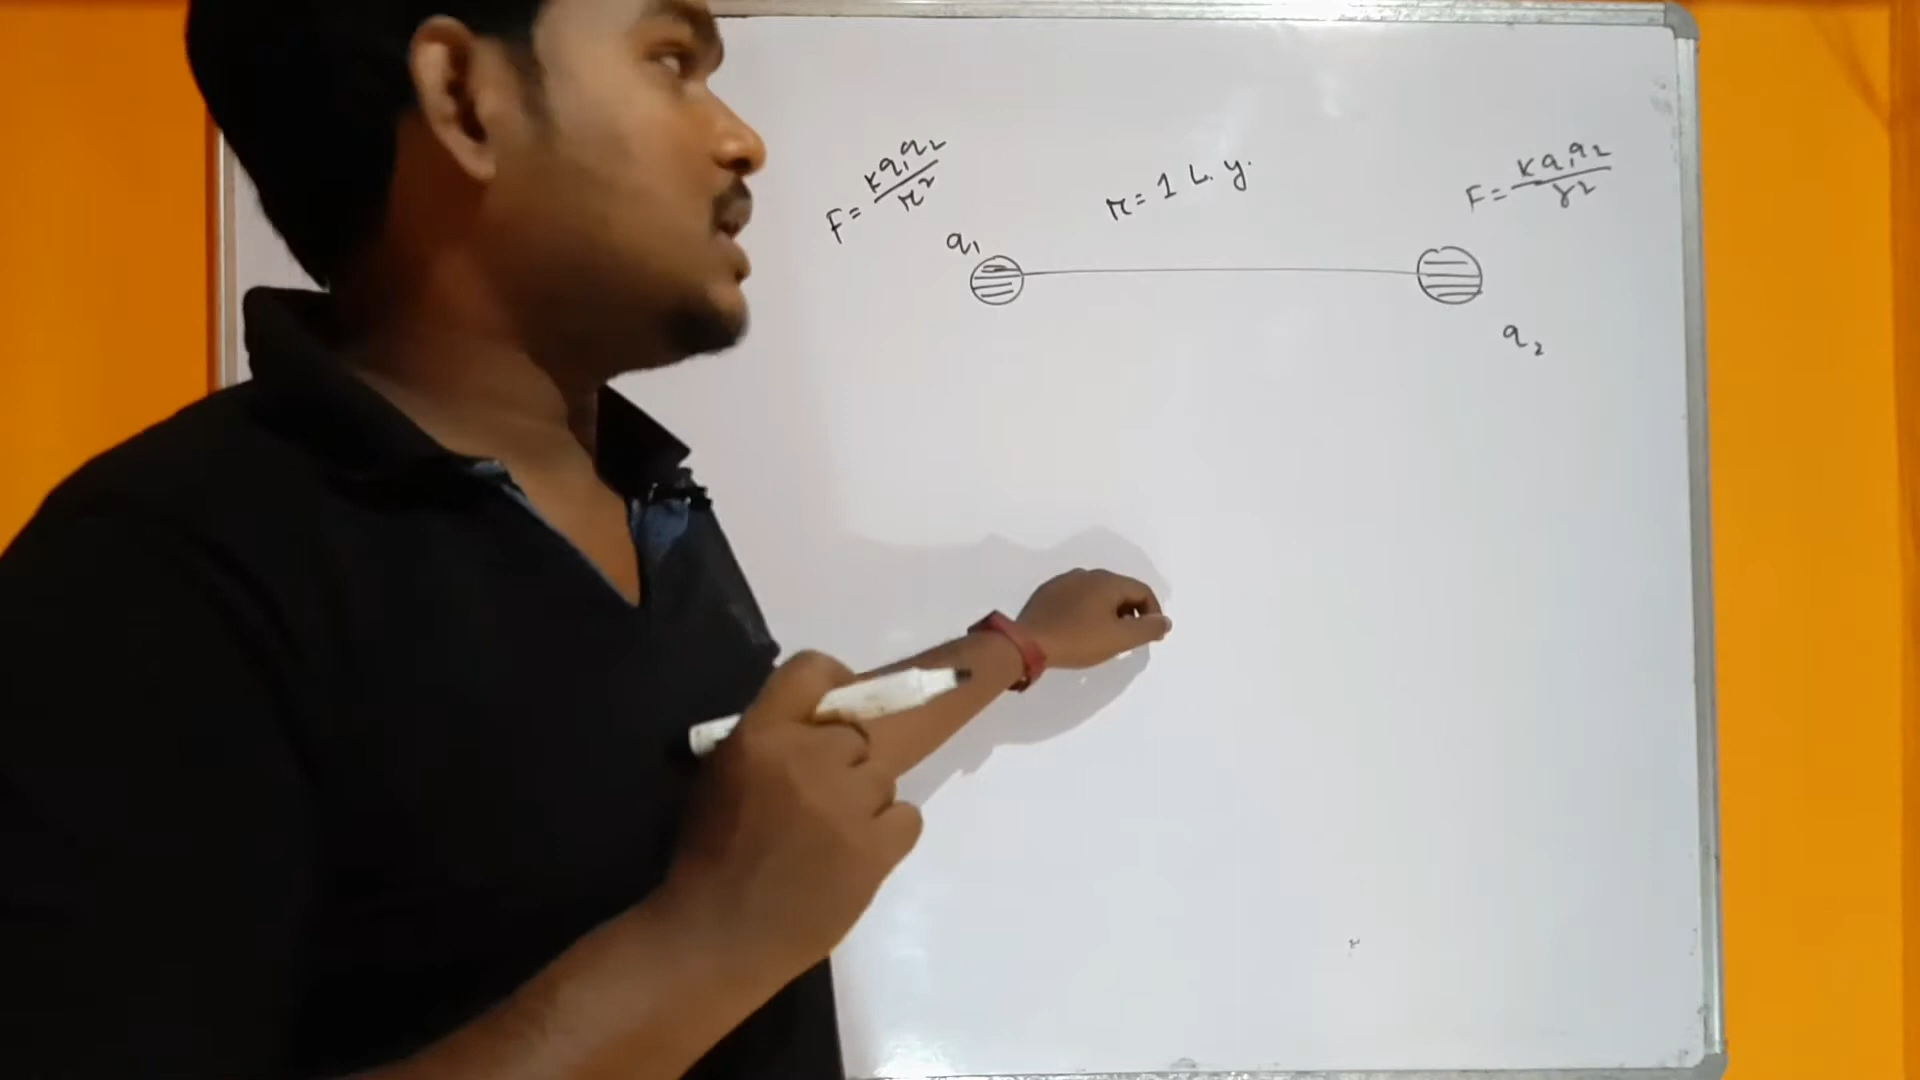 F = kq₁q₂/r²
r = 1 L.y.
F = kq₁q₂/r²
q₁
q₂